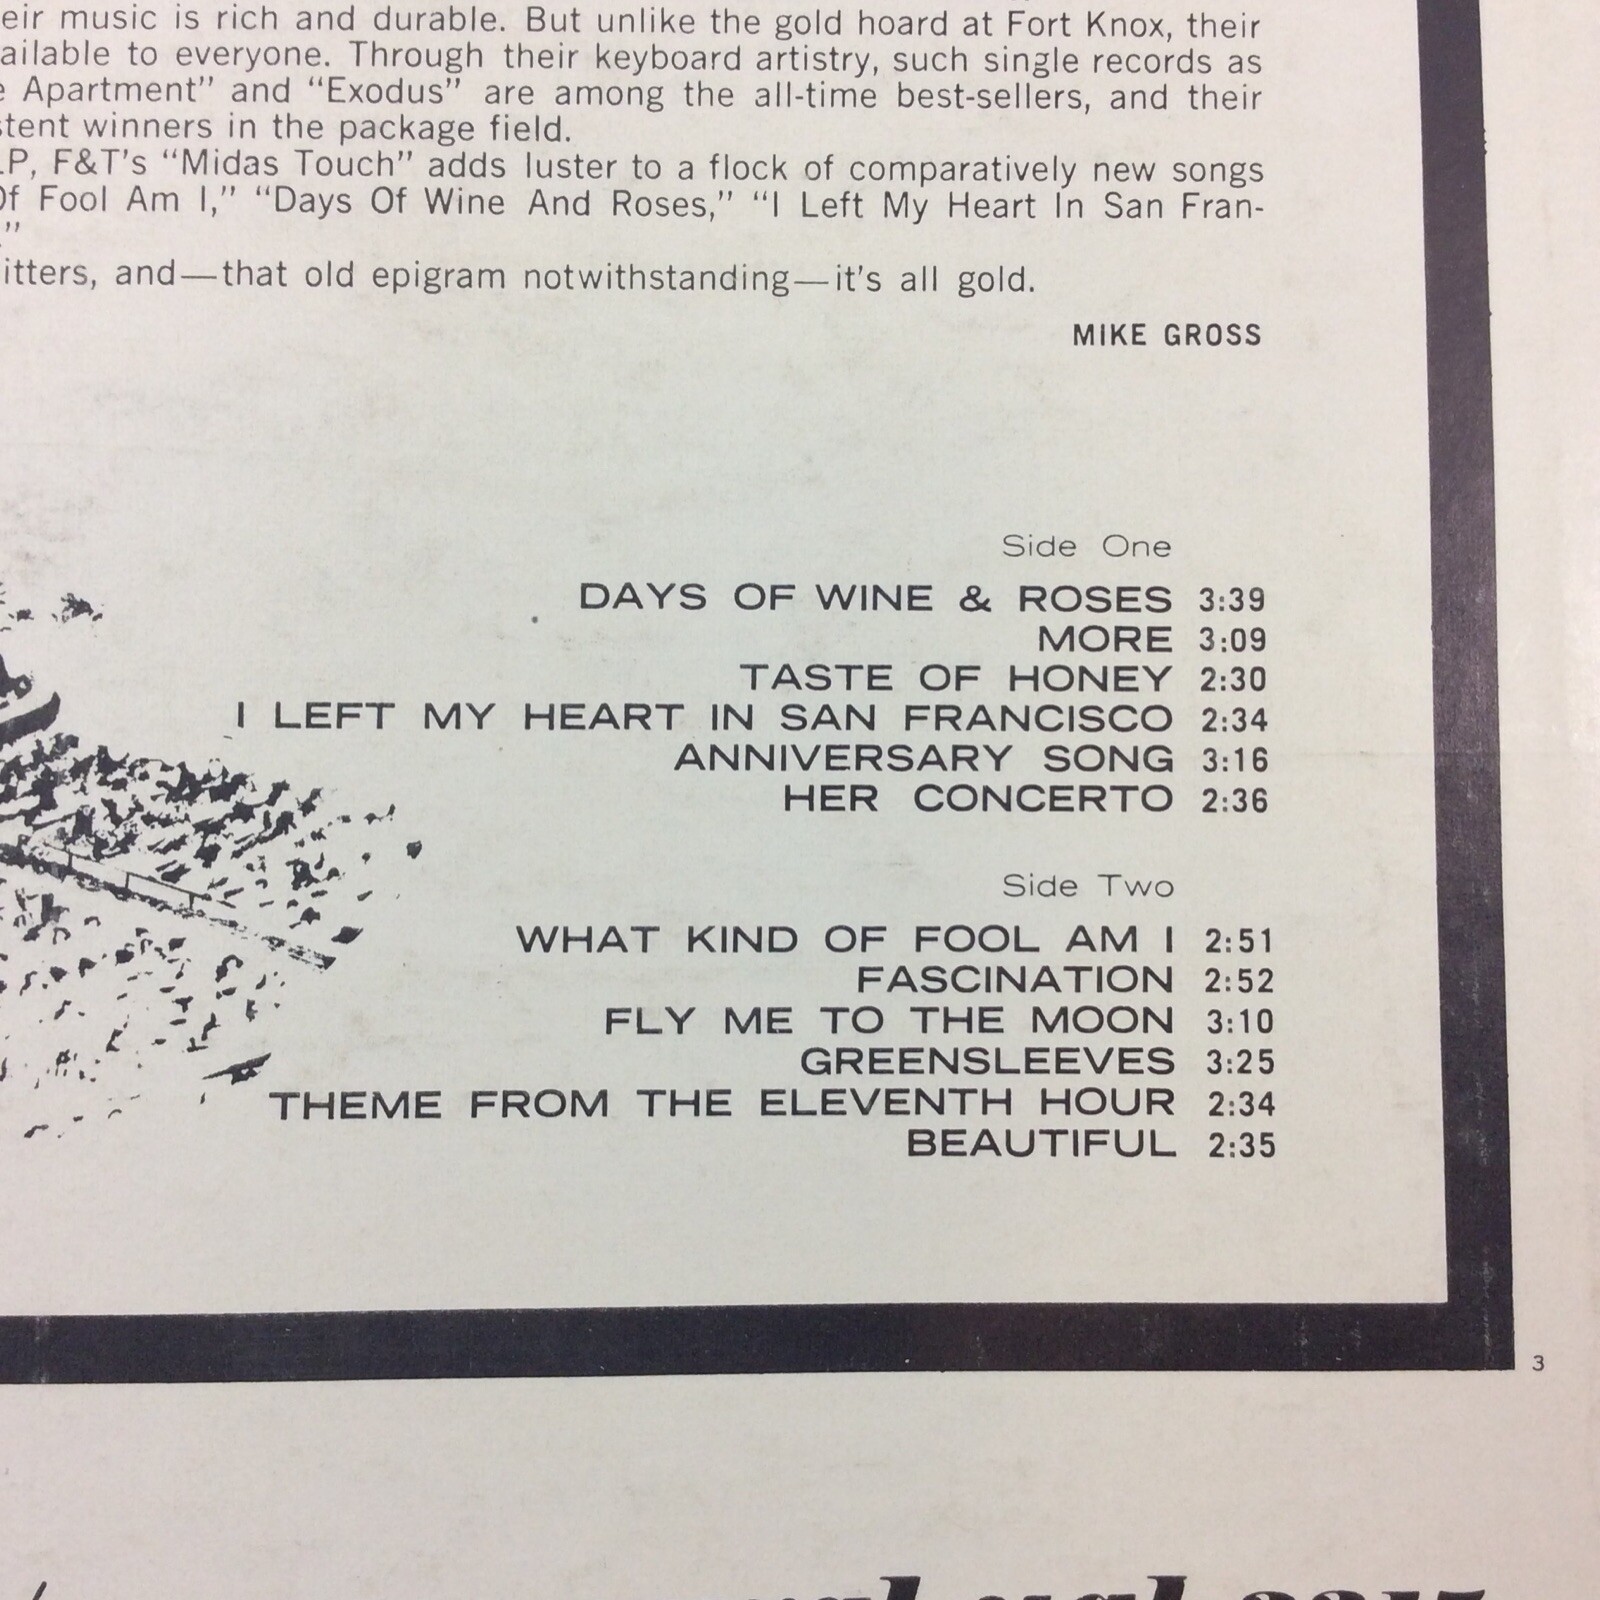 eir music is rich and durable. But unlike the gold hoard at Fort Knox, their
ailable to everyone. Through their keyboard artistry, such single records as
e Apartment” and “Exodus” are among the all-time best-sellers, and their
stent winners in the package field.
LP, F&T's “Midas Touch” adds luster to a flock of comparatively new songs
Of Fool Am I,” “Days Of Wine And Roses,” “I Left My Heart In San Fran-
.”
itters, and—that old epigram notwithstanding—it's all gold.
MIKE GROSS
Side One
DAYS OF WINE & ROSES 3:39
MORE 3:09
TASTE OF HONEY 2:30
I LEFT MY HEART IN SAN FRANCISCO 2:34
ANNIVERSARY SONG 3:16
HER CONCERTO 2:36
Side Two
WHAT KIND OF FOOL AM I 2:51
FASCINATION 2:52
FLY ME TO THE MOON 3:10
GREENSLEEVES 3:25
THEME FROM THE ELEVENTH HOUR 2:34
BEAUTIFUL 2:35
3